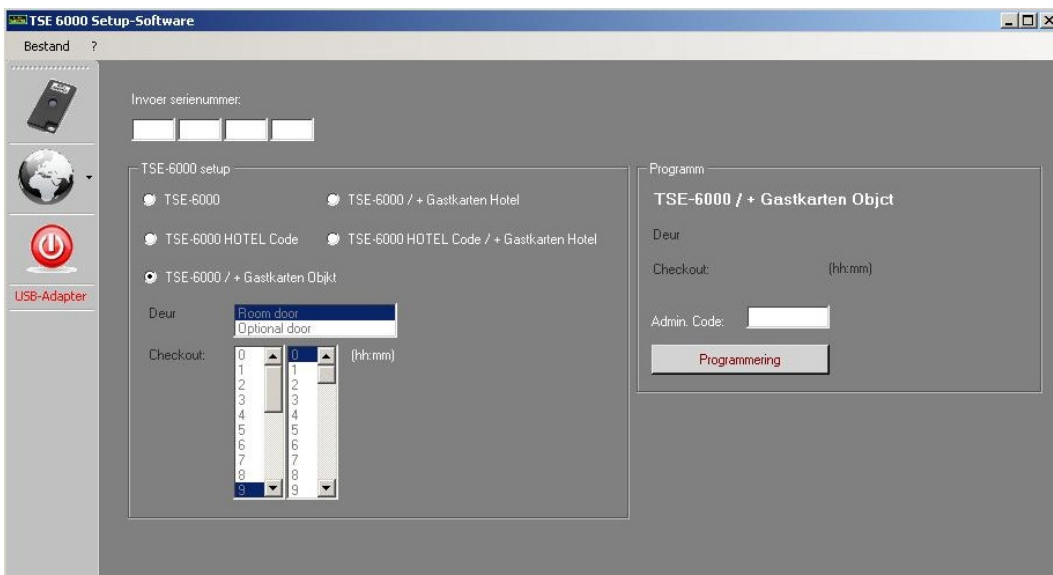 TSE 6000 Setup-Software
Bestand ?
Invoer serienummer:
TSE-6000 setup
TSE-6000
TSE-6000 / + Gastkarten Hotel
TSE-6000 HOTEL Code
TSE-6000 HOTEL Code / + Gastkarten Hotel
TSE-6000 / + Gastkarten Objkt
Deur
Room door
Optional door
Checkout:
0 0 (hh:mm)
1 1
2 2
3 3
4 4
5 5
6 6
7 7
8 8
9 9
Programm
TSE-6000 / + Gastkarten Objct
Deur
Checkout: (hh:mm)
Admin. Code:
Programmering
USB-Adapter